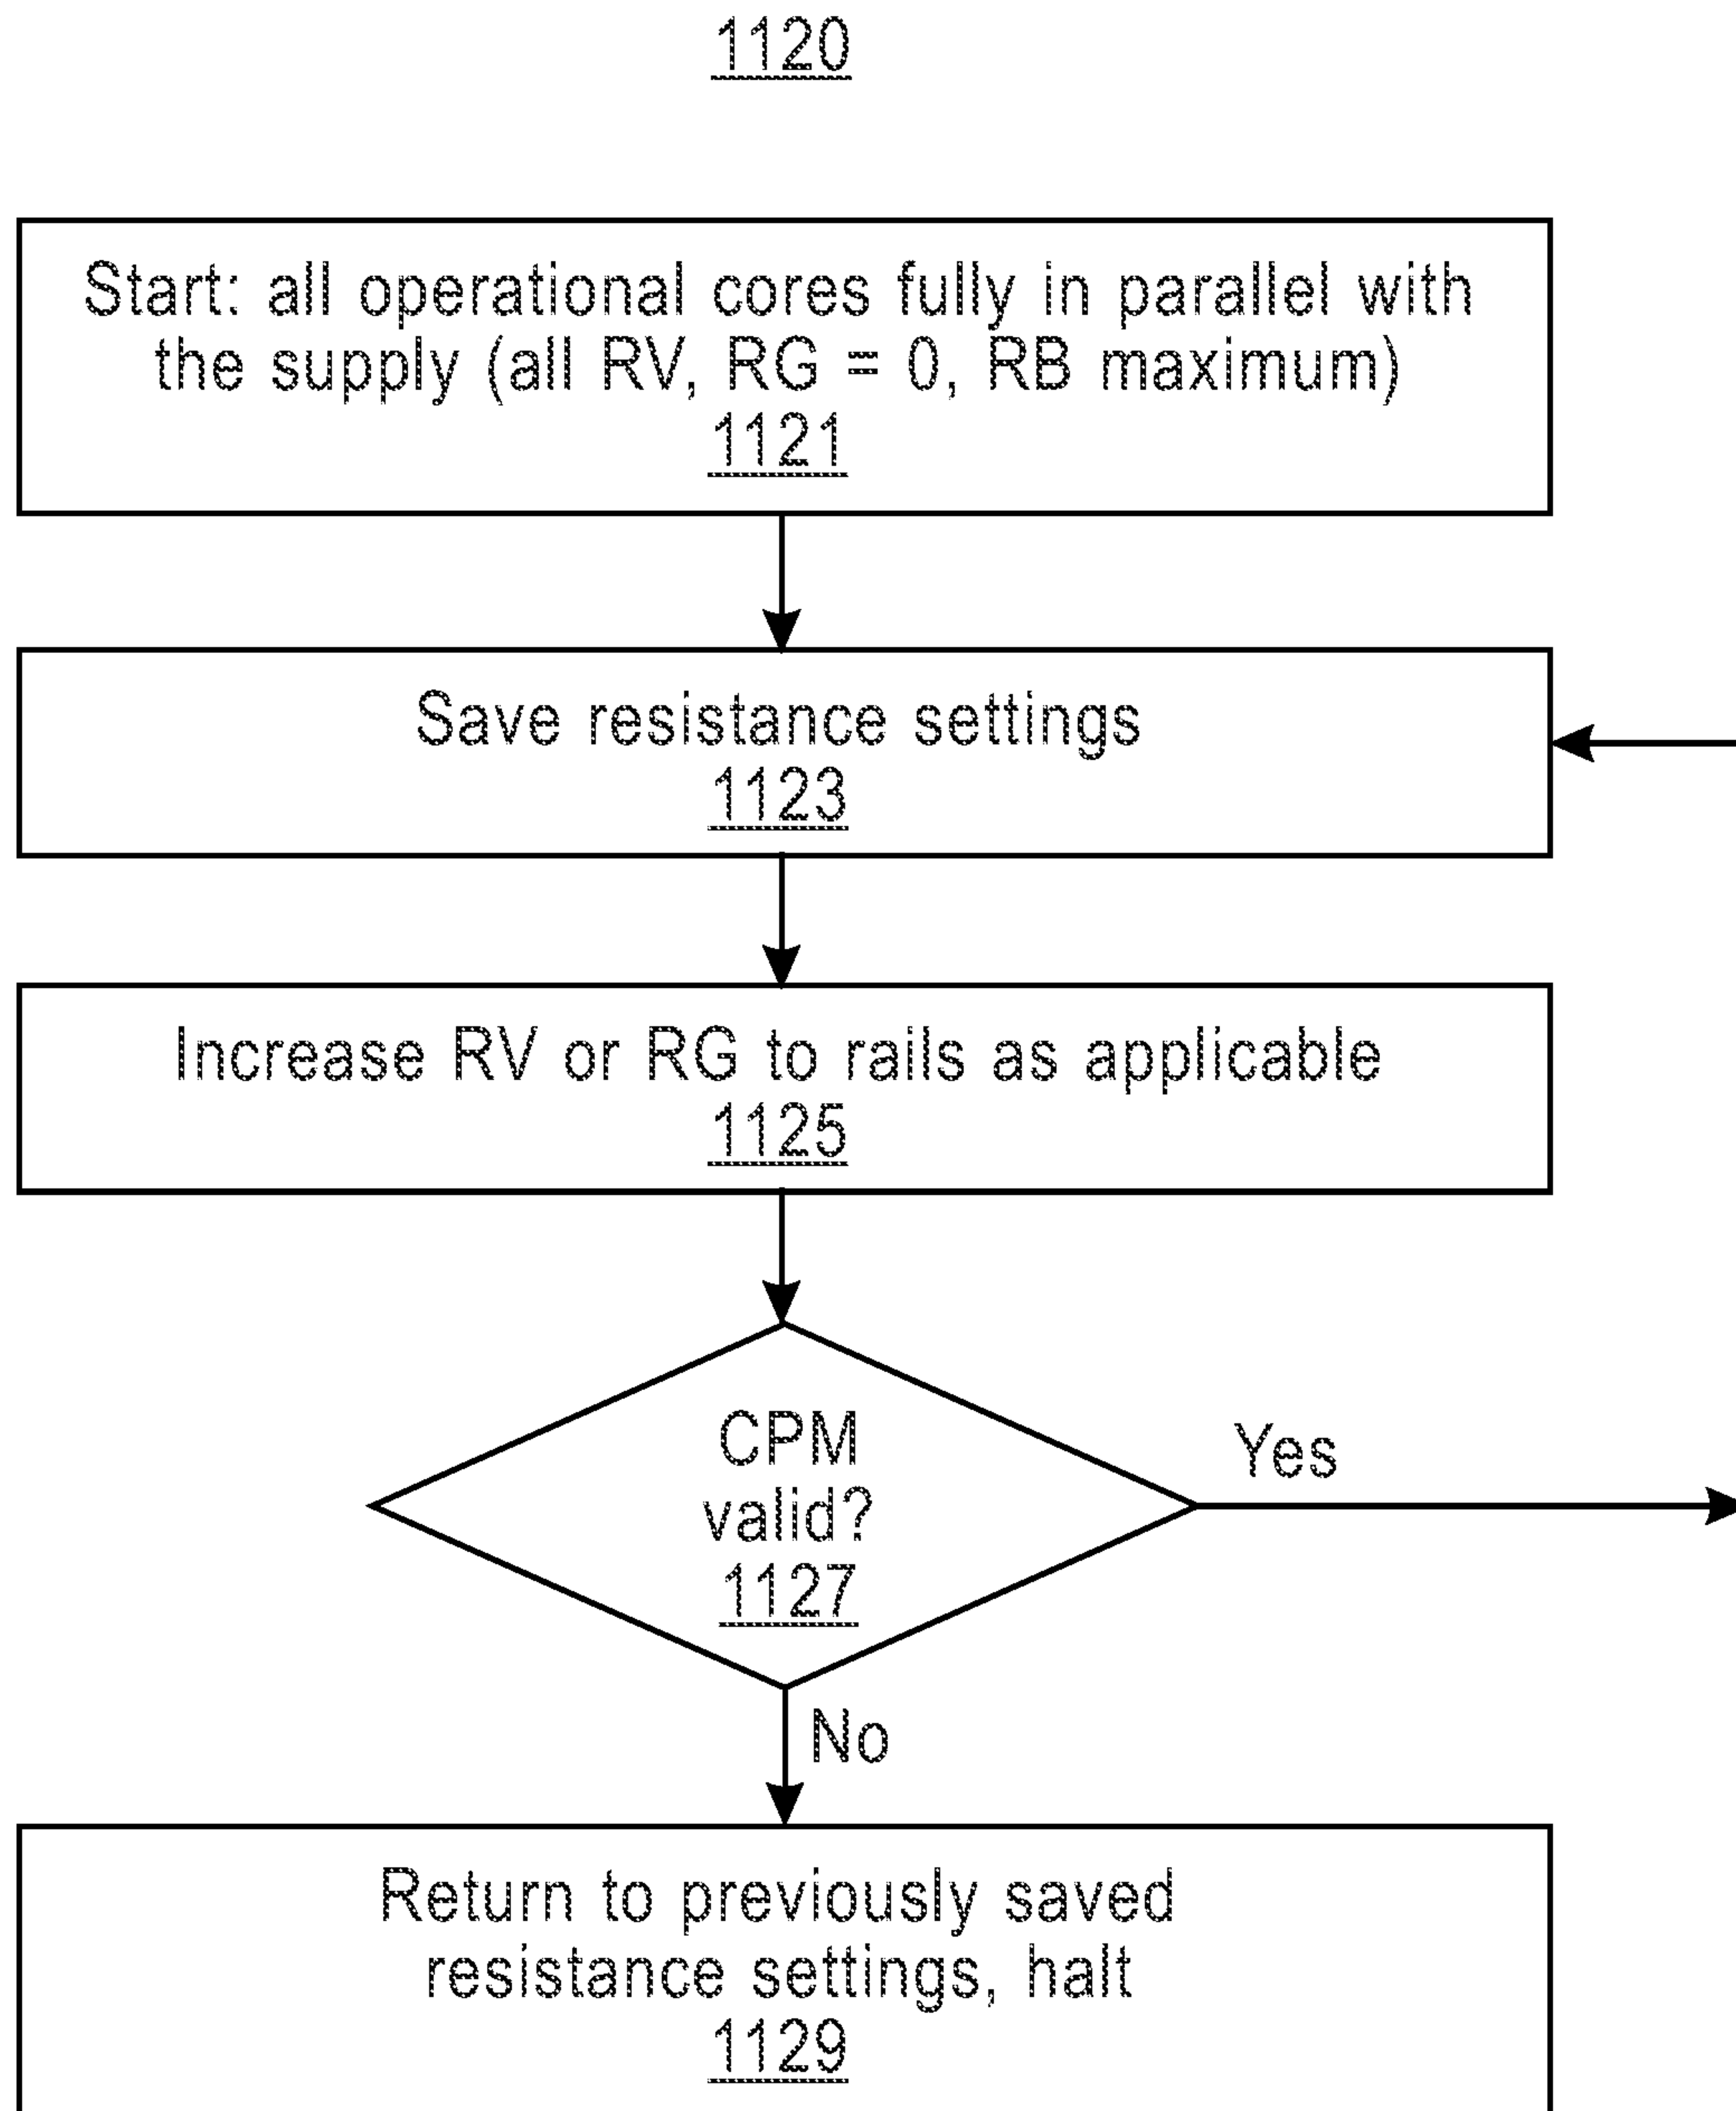 1120
Start: all operational cores fully in parallel with
the supply (all RV, RG = 0, RB maximum)
1121
Save resistance settings
1123
Increase RV or RG to rails as applicable
1125
CPM
valid?
1127
Yes
No
Return to previously saved
resistance settings, halt
1129